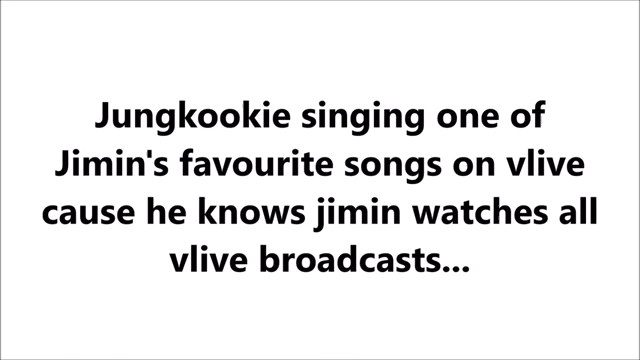 Jungkookie singing one of
Jimin's favourite songs on vlive
cause he knows jimin watches all
vlive broadcasts...